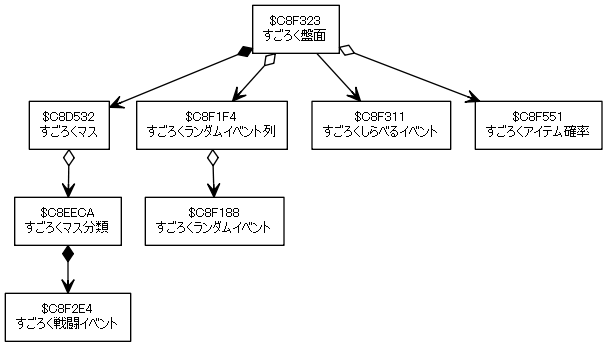 $C8F323
すごろく盤面
$C8D532
すごろくマス
$C8F1F4
すごろくランダムイベント列
$C8F311
すごろくしらべるイベント
$C8F551
すごろくアイテム確率
$C8EECA
すごろくマス分類
$C8F188
すごろくランダムイベント
$C8F2E4
すごろく戦闘イベント